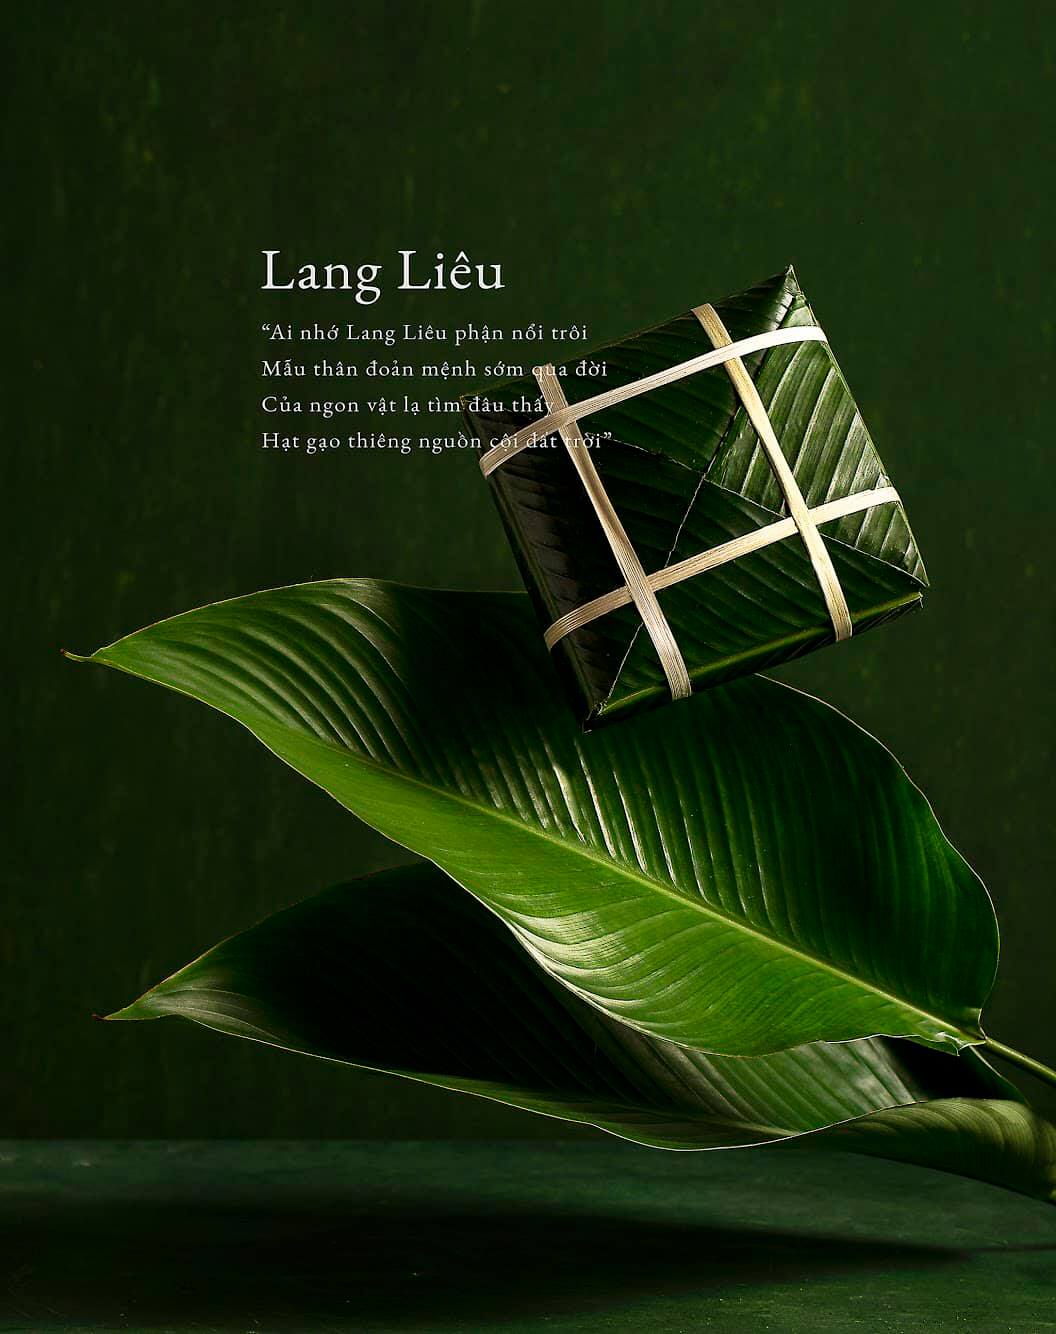 Lang Liêu
“Ai nhớ Lang Liêu phận nổi trôi
Mẫu thân đoản mệnh sớm qua đời
Của ngon vật lạ tìm đâu thấy
Hạt gạo thiêng nguồn cội đất trời”